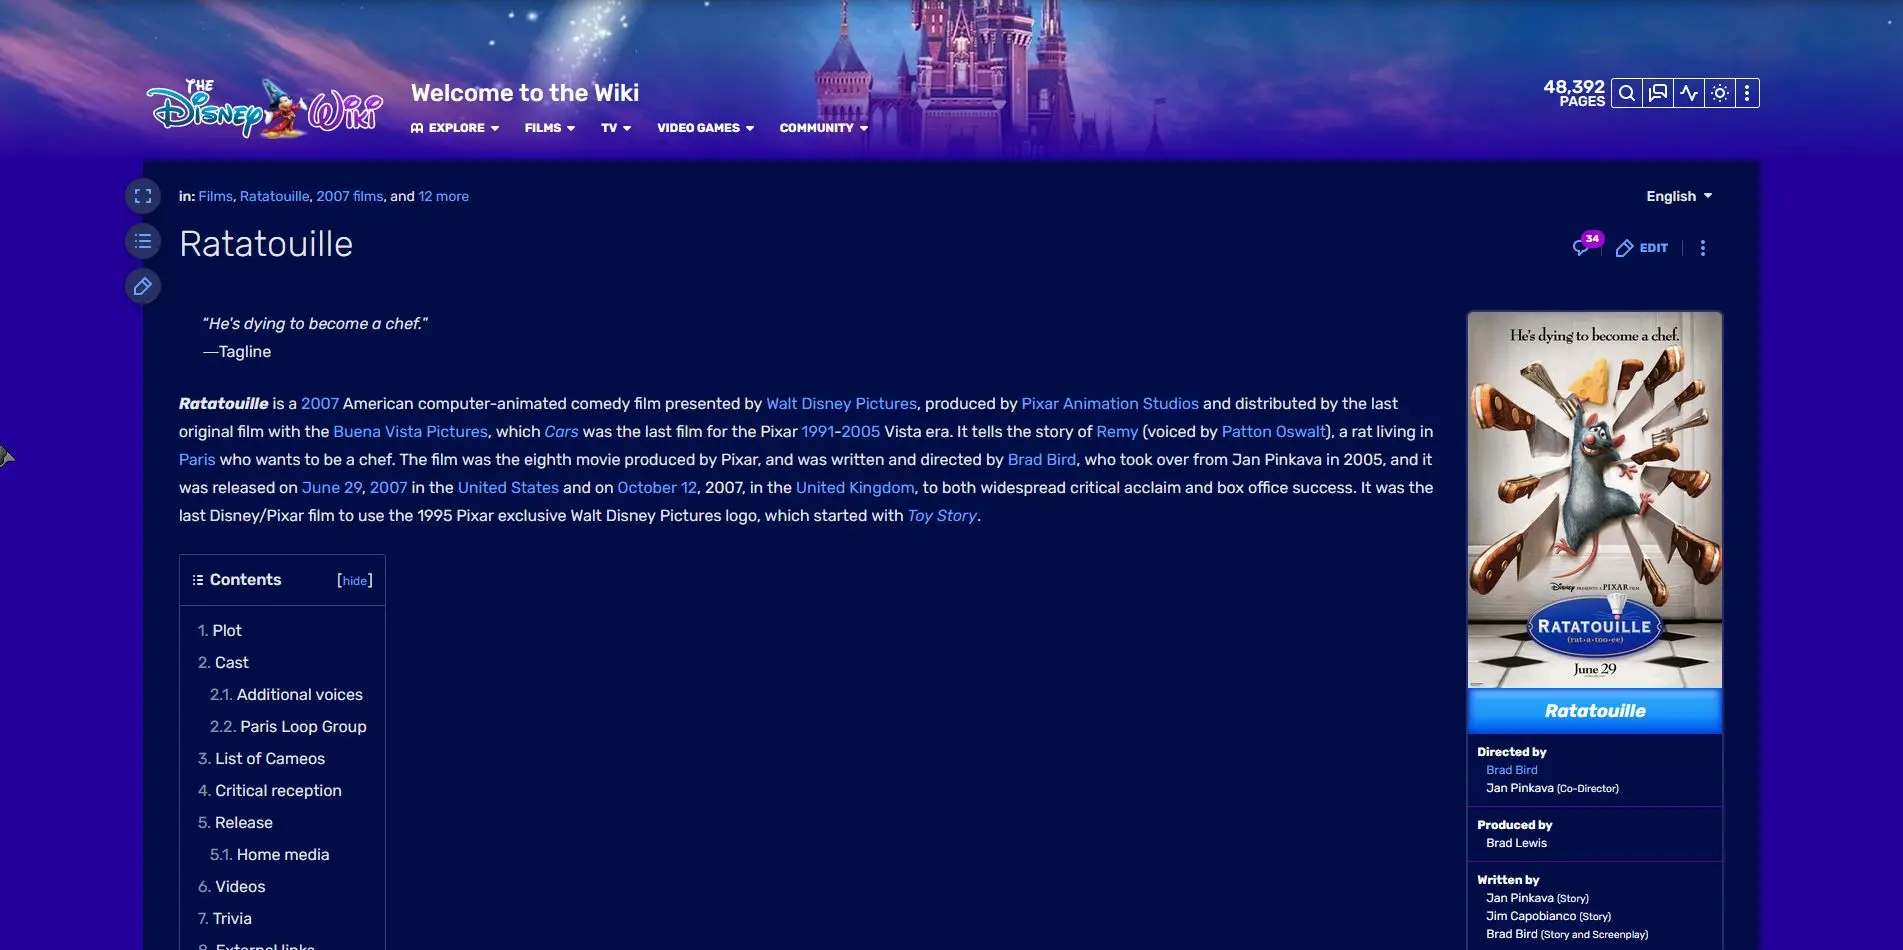 THE
Disney Wiki
Welcome to the Wiki
EXPLORE FILMS TV VIDEO GAMES COMMUNITY
48,392
PAGES
in: Films, Ratatouille, 2007 films, and 12 more
English
Ratatouille
34
EDIT
"He's dying to become a chef."
—Tagline
Ratatouille is a 2007 American computer-animated comedy film presented by Walt Disney Pictures, produced by Pixar Animation Studios and distributed by the last
original film with the Buena Vista Pictures, which Cars was the last film for the Pixar 1991-2005 Vista era. It tells the story of Remy (voiced by Patton Oswalt), a rat living in
Paris who wants to be a chef. The film was the eighth movie produced by Pixar, and was written and directed by Brad Bird, who took over from Jan Pinkava in 2005, and it
was released on June 29, 2007 in the United States and on October 12, 2007, in the United Kingdom, to both widespread critical acclaim and box office success. It was the
last Disney/Pixar film to use the 1995 Pixar exclusive Walt Disney Pictures logo, which started with Toy Story.
Contents [hide]
1. Plot
2. Cast
2.1. Additional voices
2.2. Paris Loop Group
3. List of Cameos
4. Critical reception
5. Release
5.1. Home media
6. Videos
7. Trivia
8. External links
He's dying to become a chef.
Disney PRESENTS A PIXAR FILM
RATATOUILLE
(rat•a•too•ee)
June 29
Ratatouille
Directed by
Brad Bird
Jan Pinkava (Co-Director)
Produced by
Brad Lewis
Written by
Jan Pinkava (Story)
Jim Capobianco (Story)
Brad Bird (Story and Screenplay)